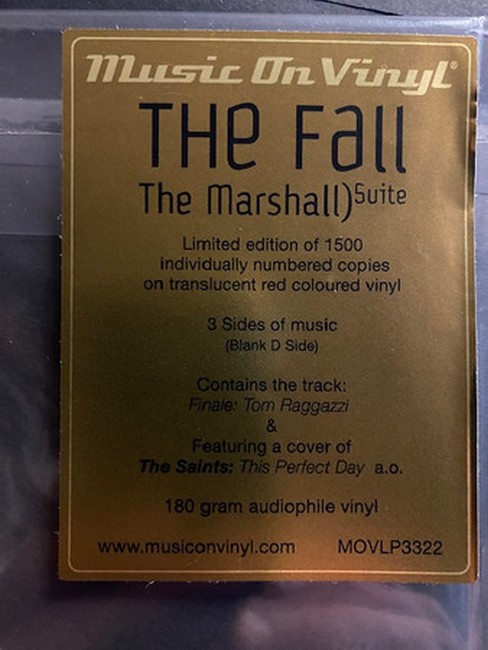 Music On Vinyl®
THe Fall
The Marshall) Suite
Limited edition of 1500
individually numbered copies
on translucent red coloured vinyl
3 Sides of music
(Blank D Side)
Contains the track:
Finale: Tom Raggazzi
&
Featuring a cover of
The Saints: This Perfect Day a.o.
180 gram audiophile vinyl
www.musiconvinyl.com MOVLP3322